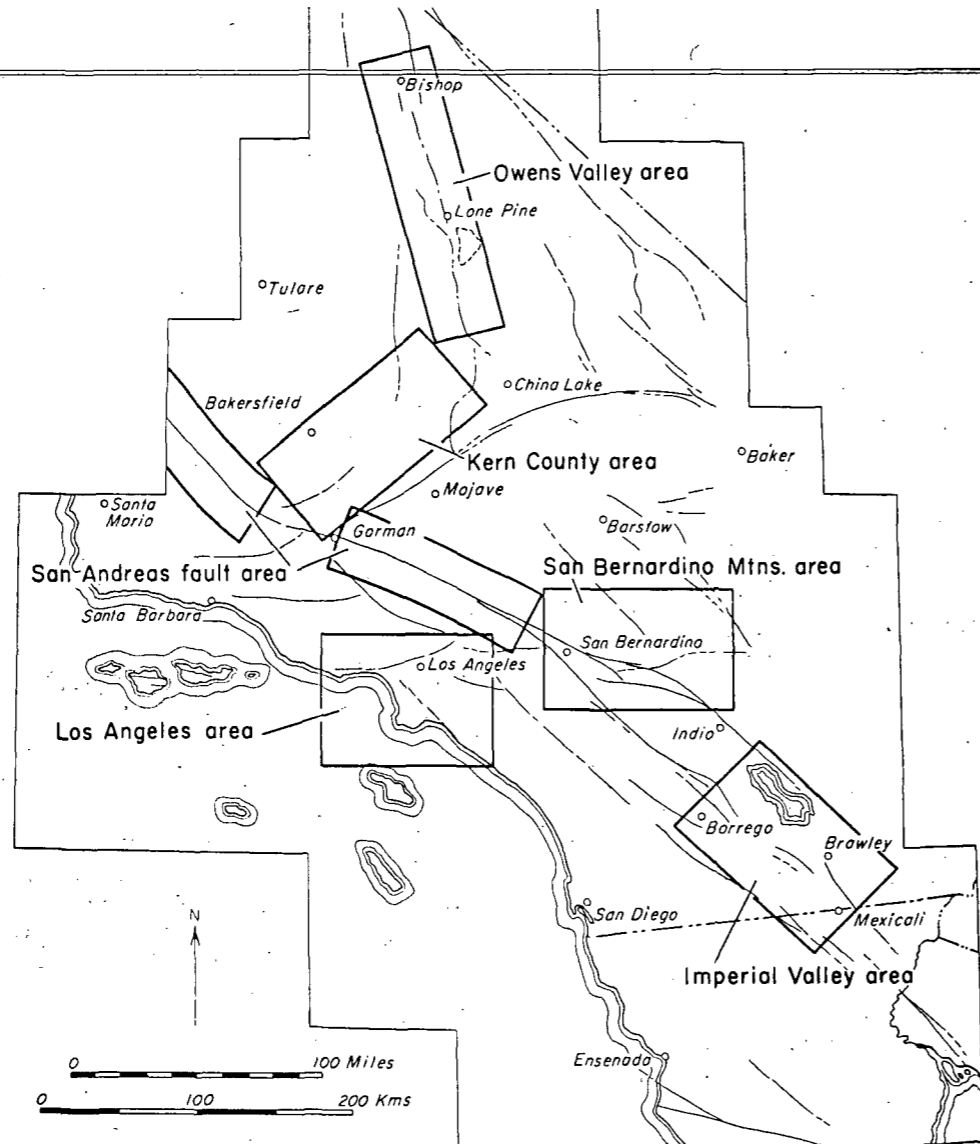 Bishop
Owens Valley area
Lone Pine
Tulare
China Lake
Bakersfield
Kern County area
Baker
Mojave
Santa
Maria
Barstow
Gorman
San Andreas fault area
San Bernardino Mtns. area
Santa Barbara
San Bernardino
Los Angeles
Los Angeles area
Indio
Borrego
Brawley
N
San Diego
Mexicali
Imperial Valley area
Ensenada
0 100 Miles
0 100 200 Kms